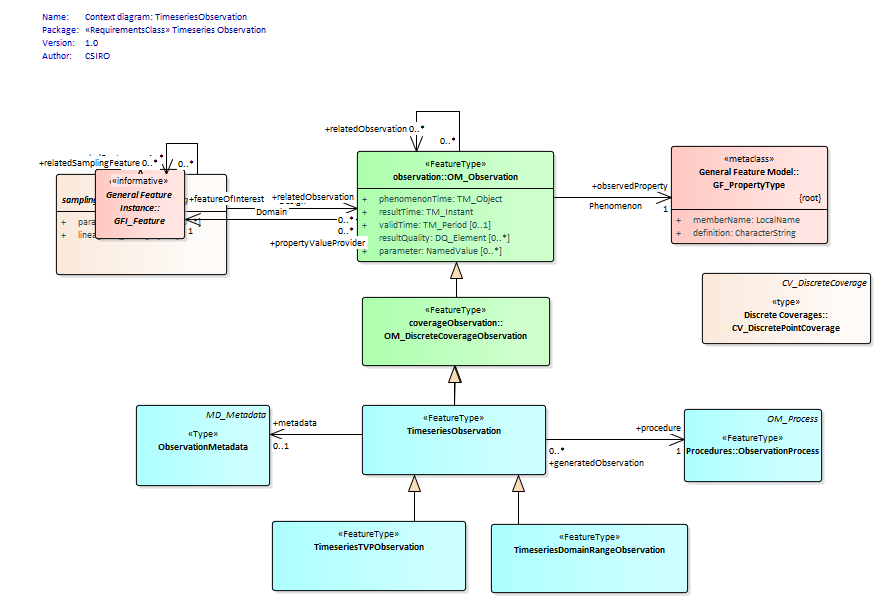 Name: Context diagram: TimeseriesObservation
Package: «RequirementsClass» Timeseries Observation
Version: 1.0
Author: CSIRO
+relatedObservation 0..*
0..*
+relatedSamplingFeature 0..*
0..*
«informative»
General Feature
Instance::
GFI_Feature
sampling
+ para
+ line
+featureOfInterest
1
+relatedObservation
Domain
0..*
0..*
+propertyValueProvider
«FeatureType»
observation::OM_Observation
+ phenomenonTime: TM_Object
+ resultTime: TM_Instant
+ validTime: TM_Period [0..1]
resultQuality: DQ_Element [0..*]
+ parameter: NamedValue [0..*]
+observedProperty
Phenomenon
1
«metaclass»
General Feature Model::
GF_PropertyType
{root}
+ memberName: LocalName
+ definition: CharacterString
CV_DiscreteCoverage
«type»
Discrete Coverages::
CV_DiscretePointCoverage
«FeatureType»
coverageObservation::
OM_DiscreteCoverageObservation
MD_Metadata
«Type»
ObservationMetadata
+metadata
0..1
«FeatureType»
TimeseriesObservation
+procedure
0..*
1
+generatedObservation
OM_Process
«FeatureType»
Procedures::ObservationProcess
«FeatureType»
TimeseriesTVPObservation
«FeatureType»
TimeseriesDomainRangeObservation